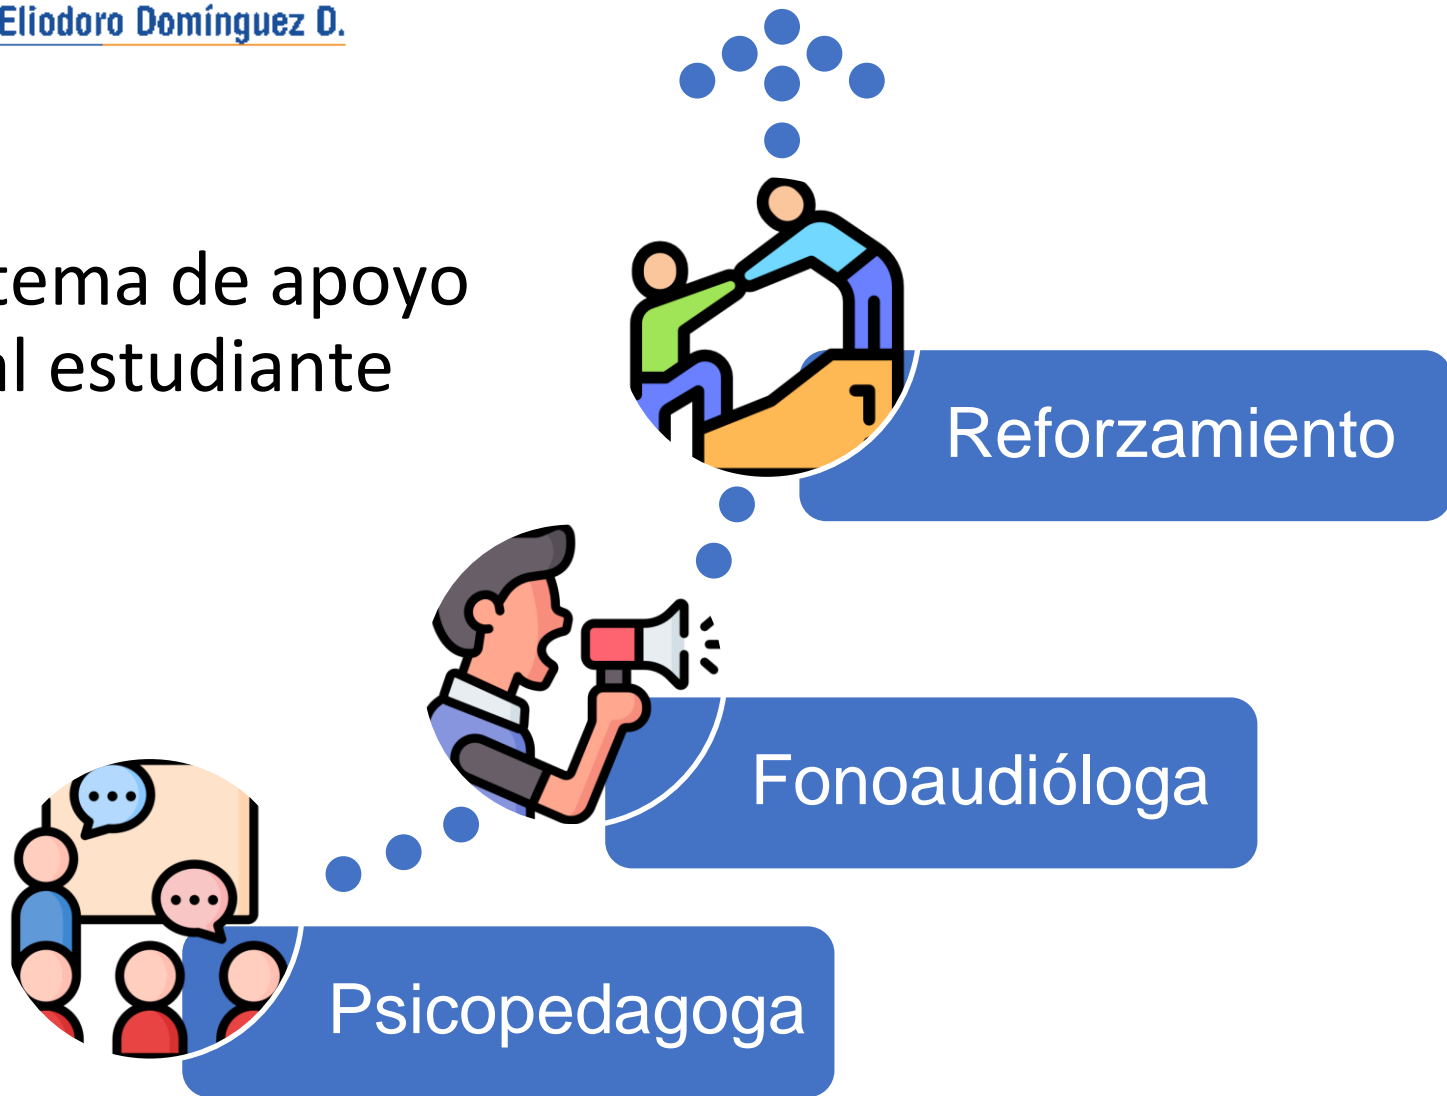 Eliodoro Domínguez D.
tema de apoyo
al estudiante
Reforzamiento
Fonoaudióloga
Psicopedagoga